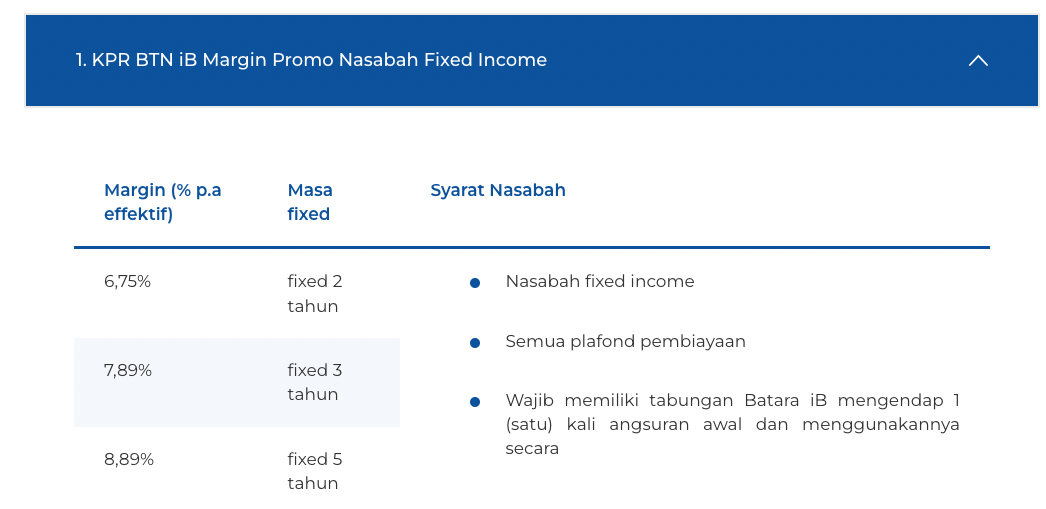 1. KPR BTN iB Margin Promo Nasabah Fixed Income
Margin (% p.a
effektif)
Masa
fixed
Syarat Nasabah
6,75%
fixed 2
tahun
7,89%
fixed 3
tahun
8,89%
fixed 5
tahun
Nasabah fixed income
Semua plafond pembiayaan
Wajib memiliki tabungan Batara iB mengendap 1
(satu) kali angsuran awal dan menggunakannya
secara